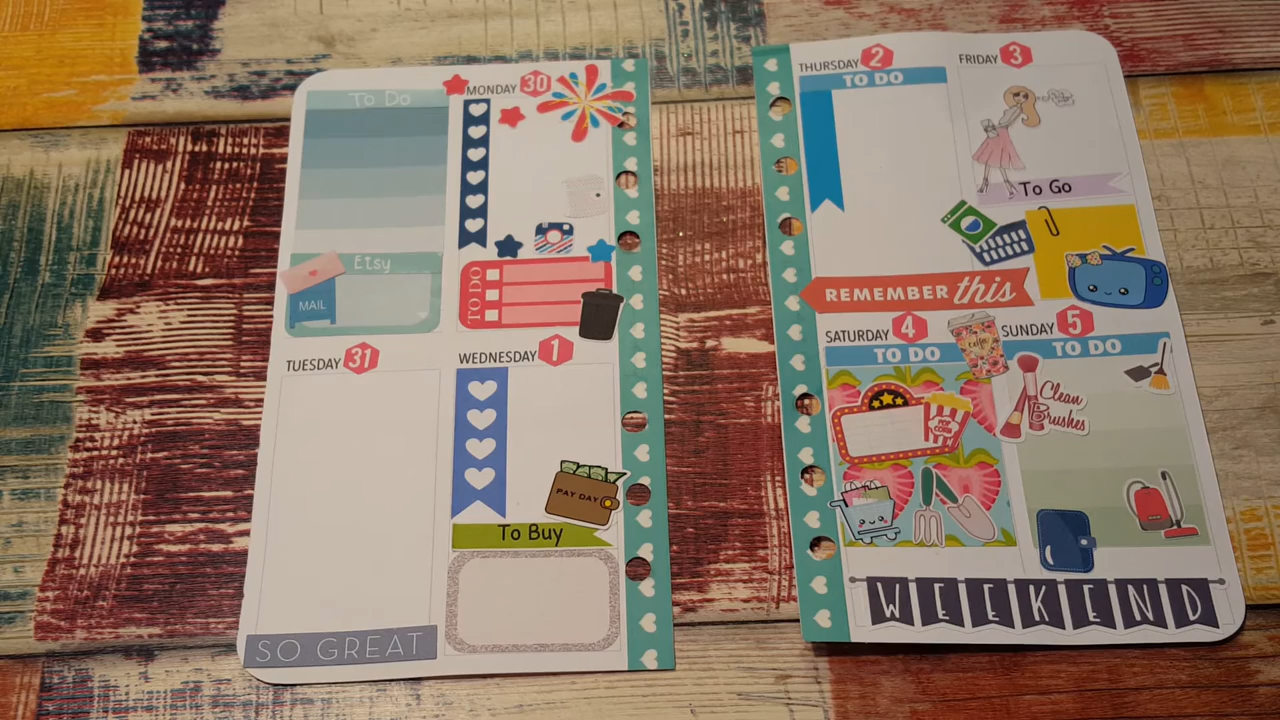 To Do
Etsy
MAIL
MONDAY 30
TO DO
TUESDAY 31
SO GREAT
WEDNESDAY 1
PAY DAY
To Buy
THURSDAY 2
TO DO
FRIDAY 3
To Go
REMEMBER this
SATURDAY 4
TO DO
coffee
POP
CORN
SUNDAY 5
TO DO
Clean
Brushes
WEEKEND